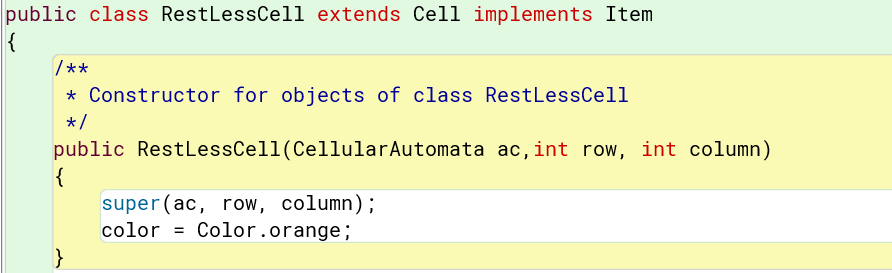 public class RestLessCell extends Cell implements Item
{
/**
* Constructor for objects of class RestLessCell
*/
public RestLessCell(CellularAutomata ac,int row, int column)
{
super(ac, row, column);
color = Color.orange;
}